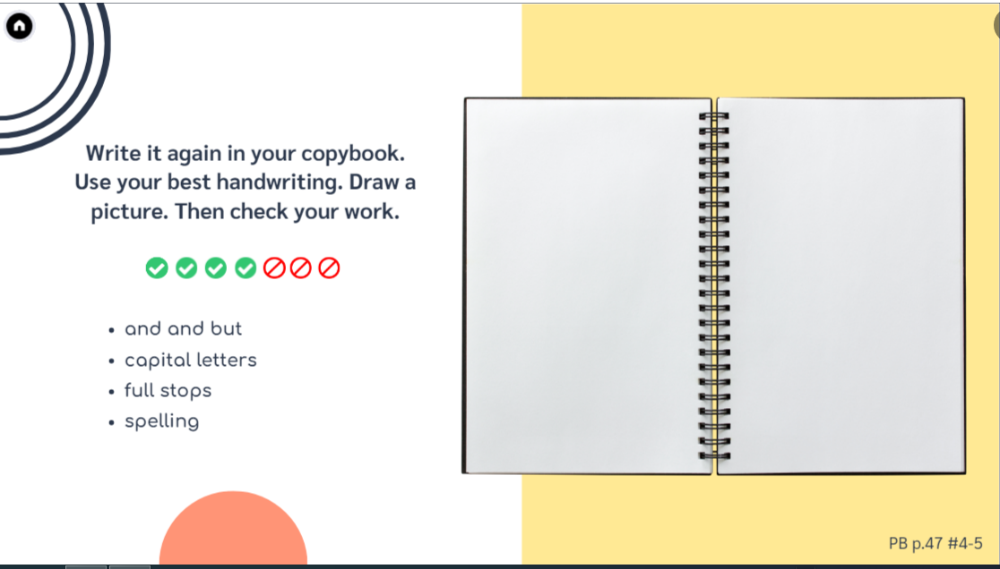 Write it again in your copybook.
Use your best handwriting. Draw a
picture. Then check your work.
and and but
capital letters
full stops
spelling
PB p.47 #4-5